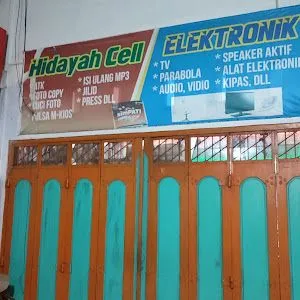 Hidayah Cell
* ATK
* FOTO COPY
* CUCI FOTO
* PULSA M-KIOS
* ISI ULANG MP3
* JILID
* PRESS DLL
simPATI
ELEKTRONIK
* TV
* PARABOLA
* AUDIO, VIDIO
* SPEAKER AKTIF
* ALAT ELEKTRONIK
* KIPAS, DLL